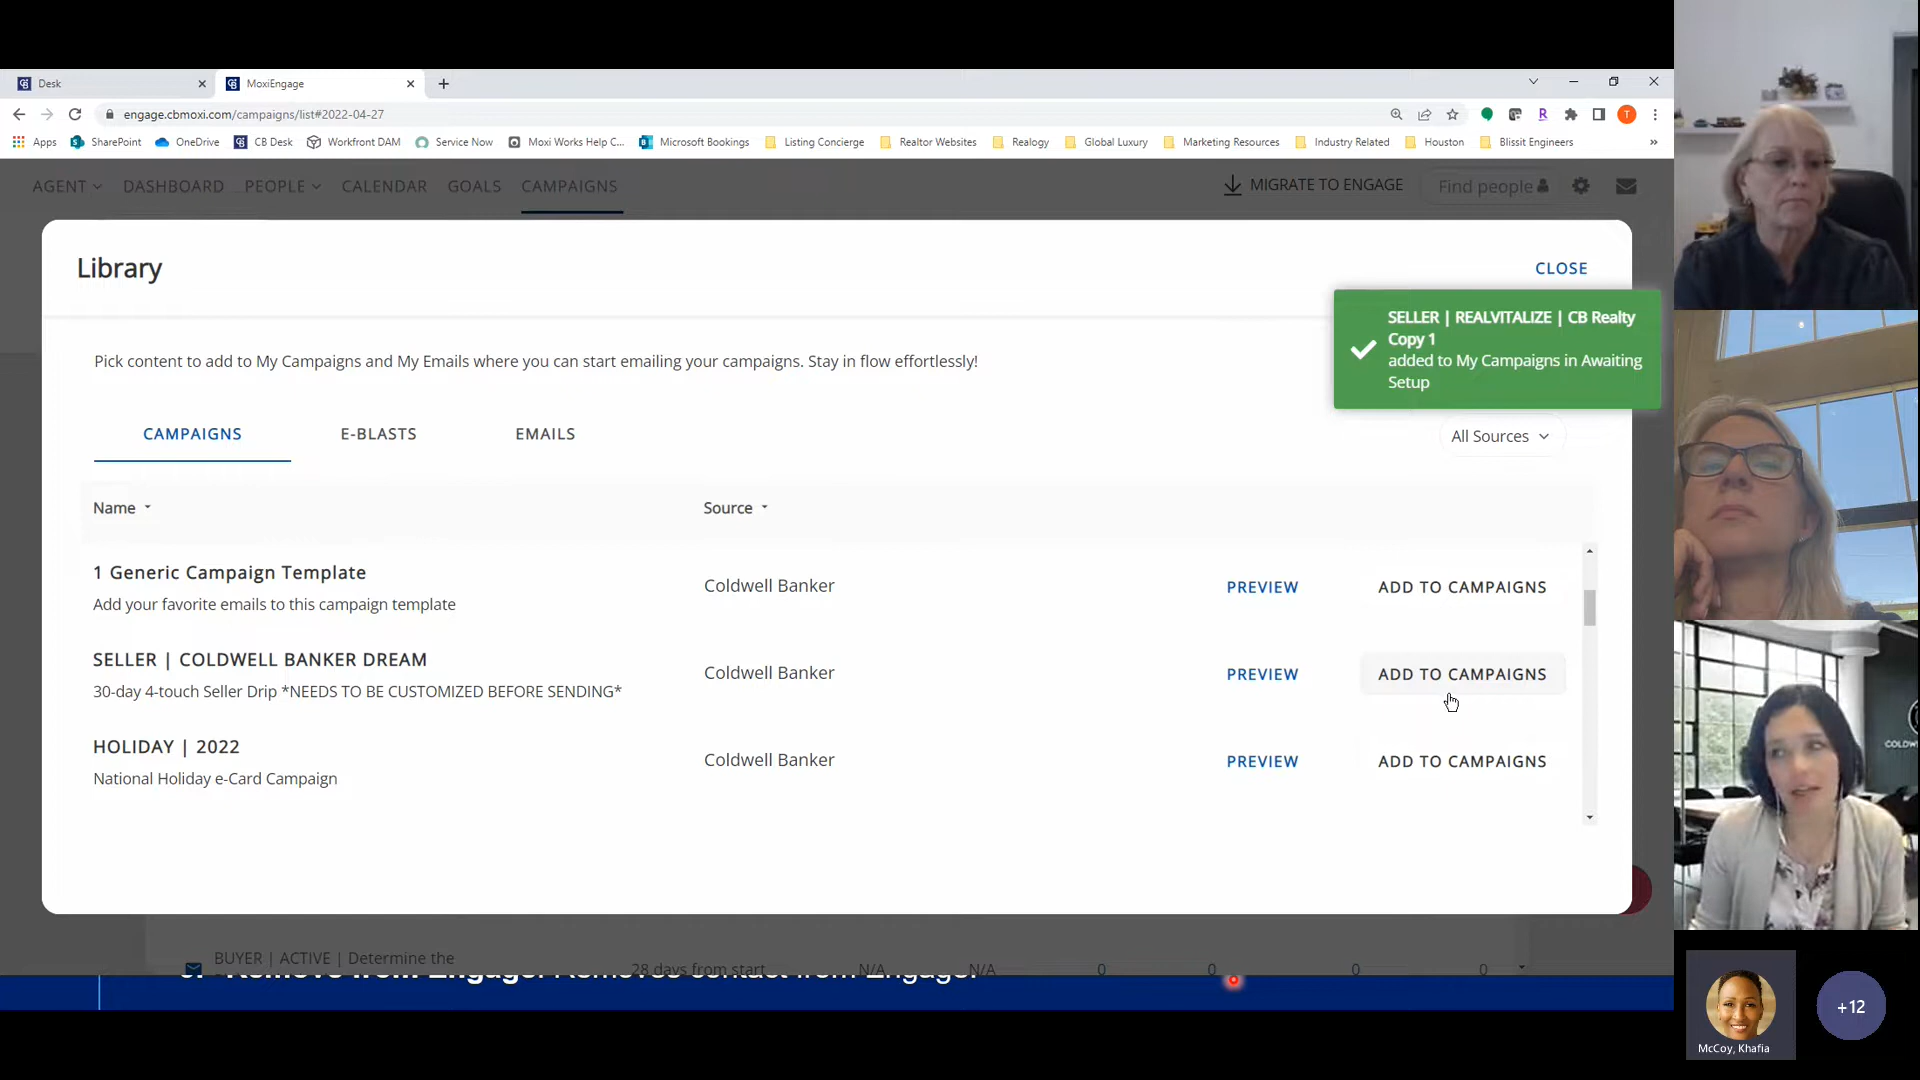 Desk
MoxiEngage
engage.cbmoxi.com/campaigns/list#2022-04-27
T
Apps SharePoint OneDrive CB Desk Workfront DAM Service Now Moxi Works Help C... Microsoft Bookings Listing Concierge Realtor Websites Realogy Global Luxury Marketing Resources Industry Related Houston Blissit Engineers »
AGENT DASHBOARD PEOPLE CALENDAR GOALS CAMPAIGNS MIGRATE TO ENGAGE Find people
Library
CLOSE
SELLER | REALVITALIZE | CB Realty
Copy 1
added to My Campaigns in Awaiting
Setup
Pick content to add to My Campaigns and My Emails where you can start emailing your campaigns. Stay in flow effortlessly!
CAMPAIGNS E-BLASTS EMAILS
All Sources
Name Source
1 Generic Campaign Template
Add your favorite emails to this campaign template
Coldwell Banker PREVIEW ADD TO CAMPAIGNS
SELLER | COLDWELL BANKER DREAM
30-day 4-touch Seller Drip *NEEDS TO BE CUSTOMIZED BEFORE SENDING*
Coldwell Banker PREVIEW ADD TO CAMPAIGNS
HOLIDAY | 2022
National Holiday e-Card Campaign
Coldwell Banker PREVIEW ADD TO CAMPAIGNS
BUYER | ACTIVE | Determine the
28 days from start N/A N/A 0 0 0 0
Remove from Engage: Removes contact from Engage.
COLDW
McCoy, Khafia
+12